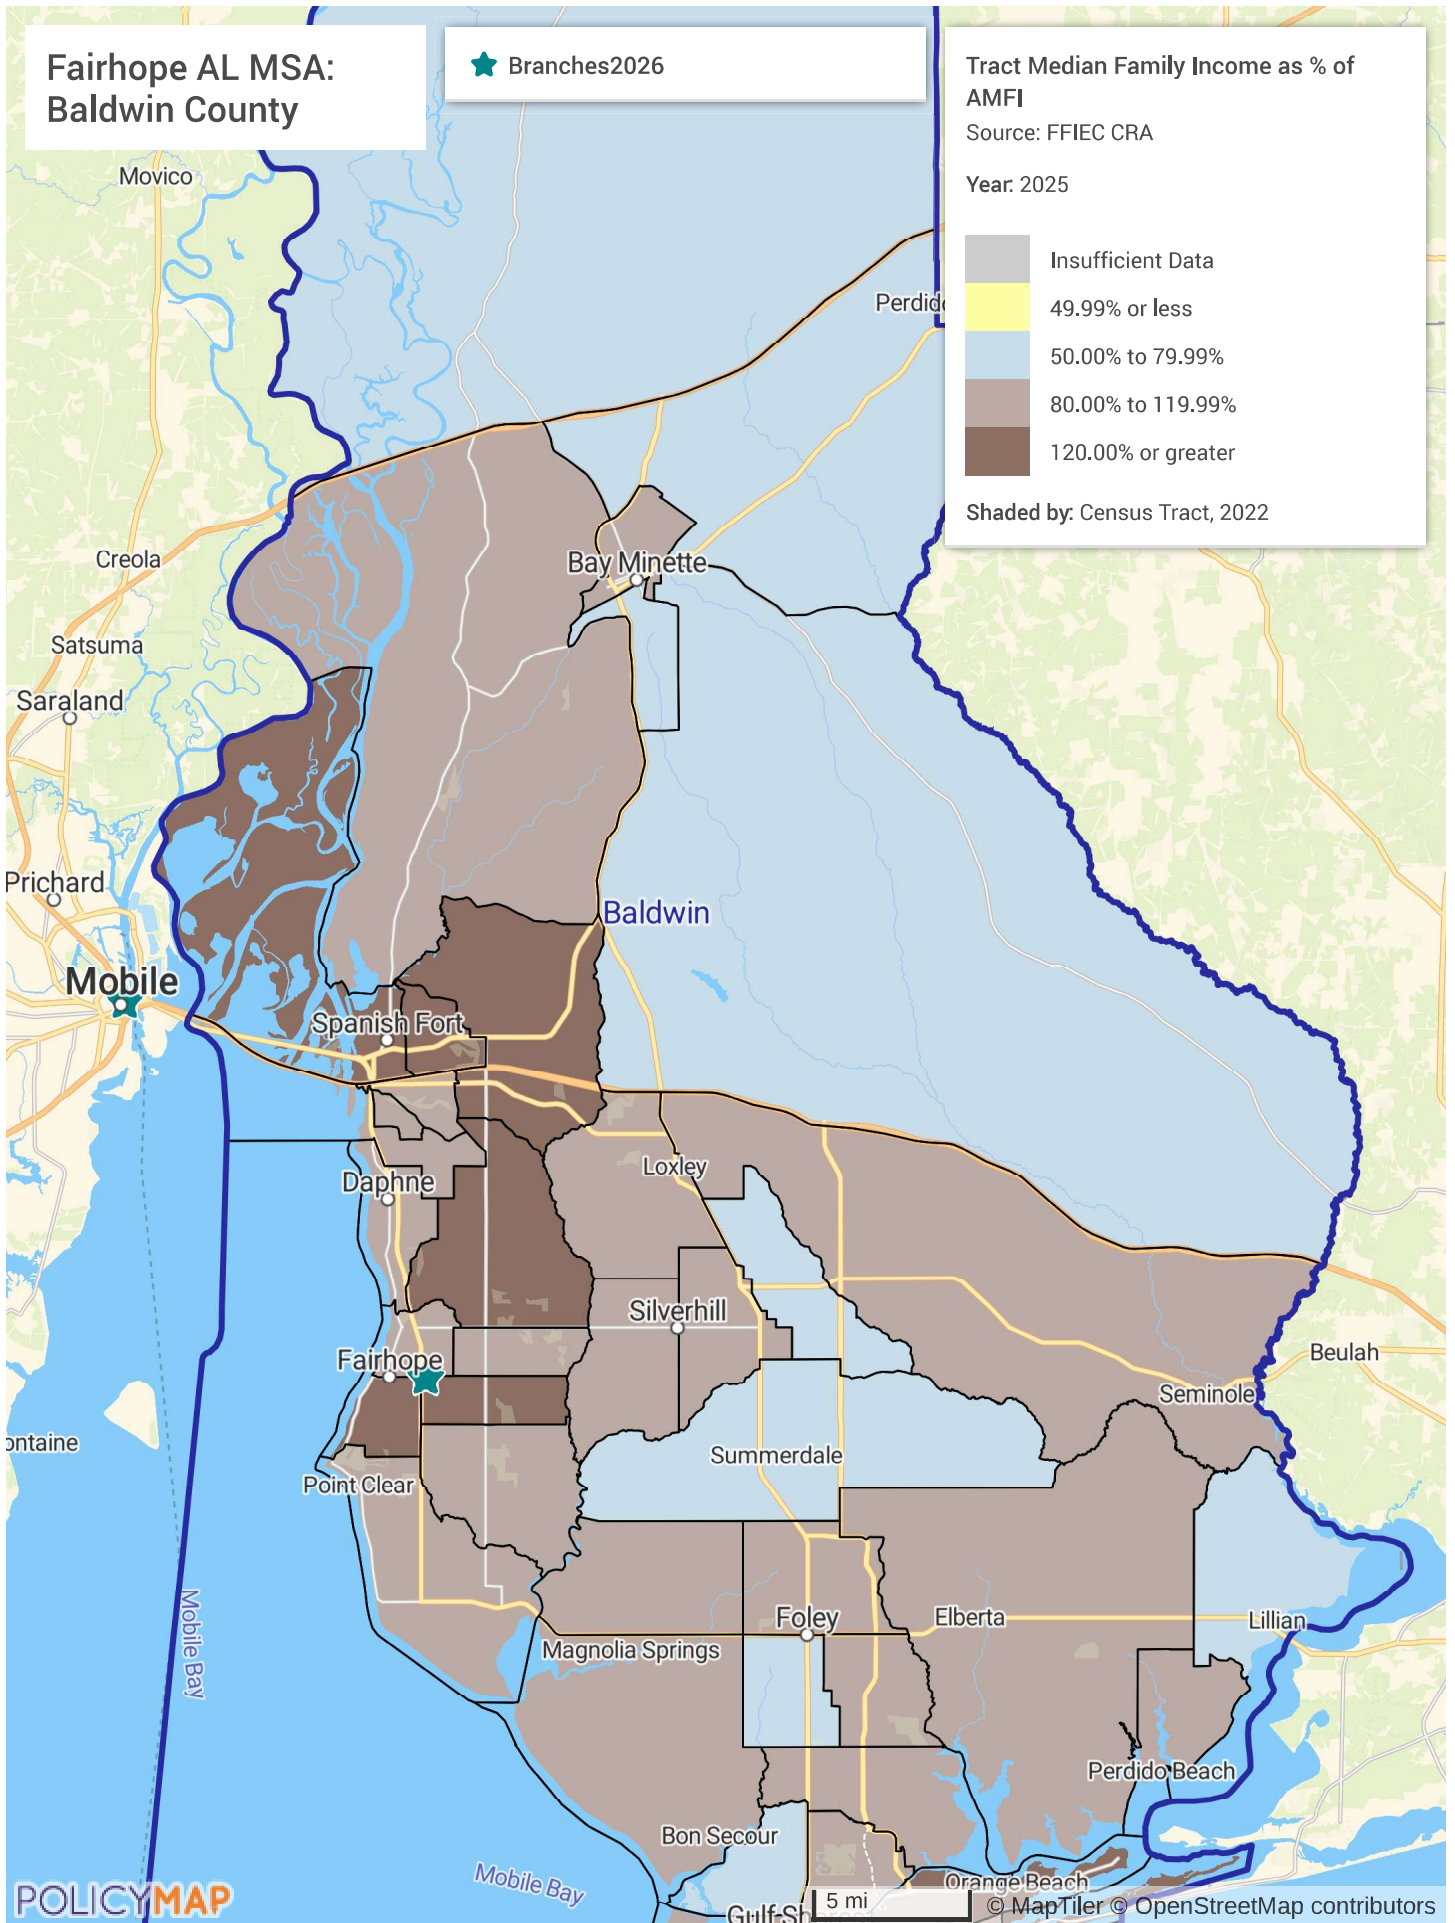 Fairhope AL MSA:
Baldwin County
Branches2026
Tract Median Family Income as % of
AMFI
Source: FFIEC CRA
Year: 2025
Insufficient Data
49.99% or less
50.00% to 79.99%
80.00% to 119.99%
120.00% or greater
Shaded by: Census Tract, 2022
Movico
Perdido
Creola
Bay Minette
Satsuma
Saraland
Prichard
Baldwin
Mobile
Spanish Fort
Loxley
Daphne
Silverhill
Fairhope
Beulah
Seminole
ontaine
Summerdale
Point Clear
Mobile Bay
Foley
Elberta
Lillian
Magnolia Springs
Perdido Beach
Bon Secour
Mobile Bay
Orange Beach
Gulf Sh
POLICYMAP
5 mi
© MapTiler © OpenStreetMap contributors